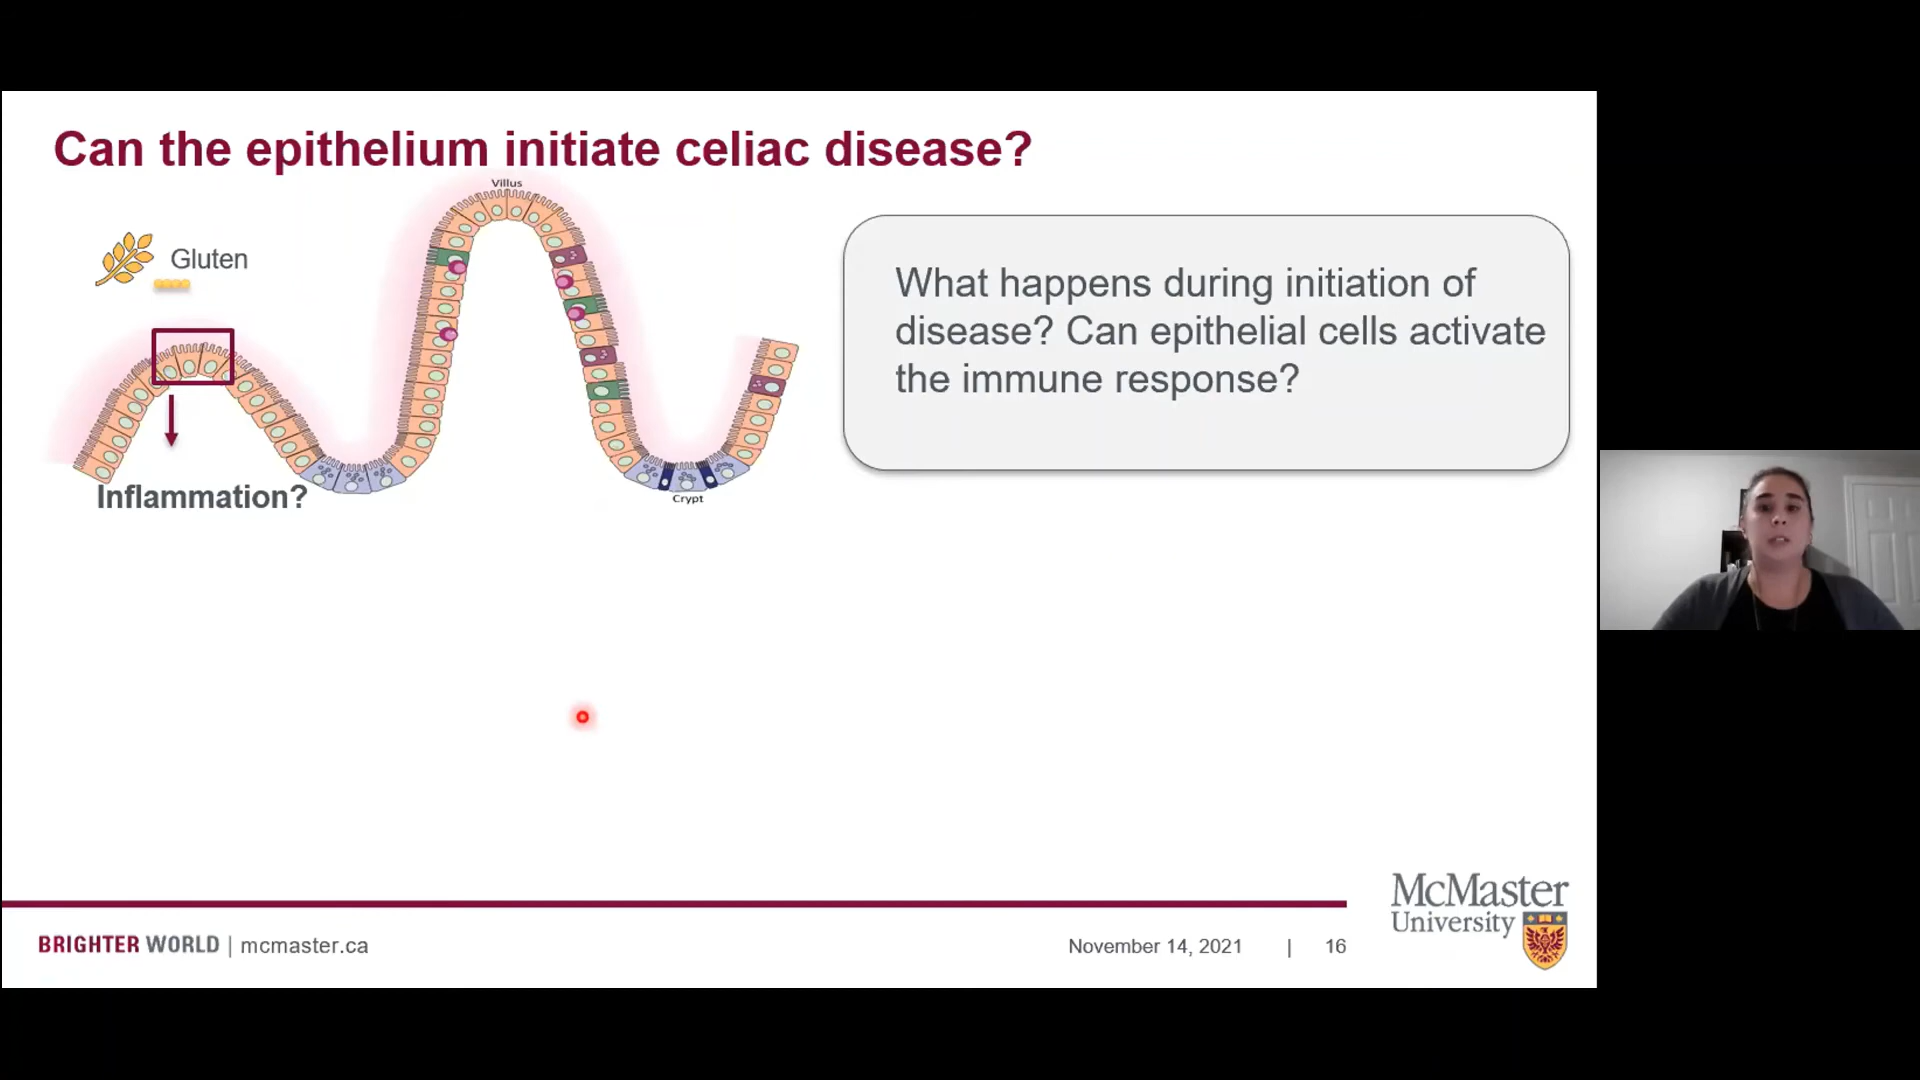 Can the epithelium initiate celiac disease?
Villus
Gluten
What happens during initiation of
disease? Can epithelial cells activate
the immune response?
Inflammation?
Crypt
McMaster
University
BRIGHTER WORLD | mcmaster.ca
November 14, 2021 | 16